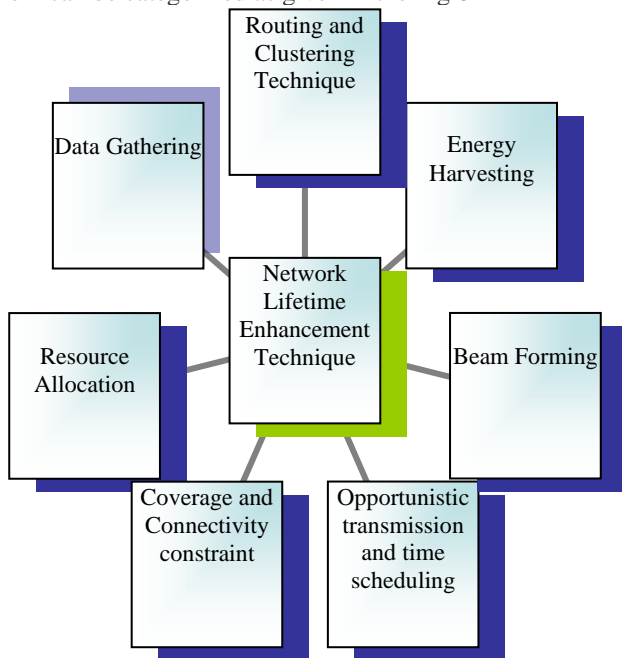 Routing and
Clustering
Technique
Data Gathering
Energy
Harvesting
Network
Lifetime
Enhancement
Technique
Resource
Allocation
Beam Forming
Coverage and
Connectivity
constraint
Opportunistic
transmission
and time
scheduling